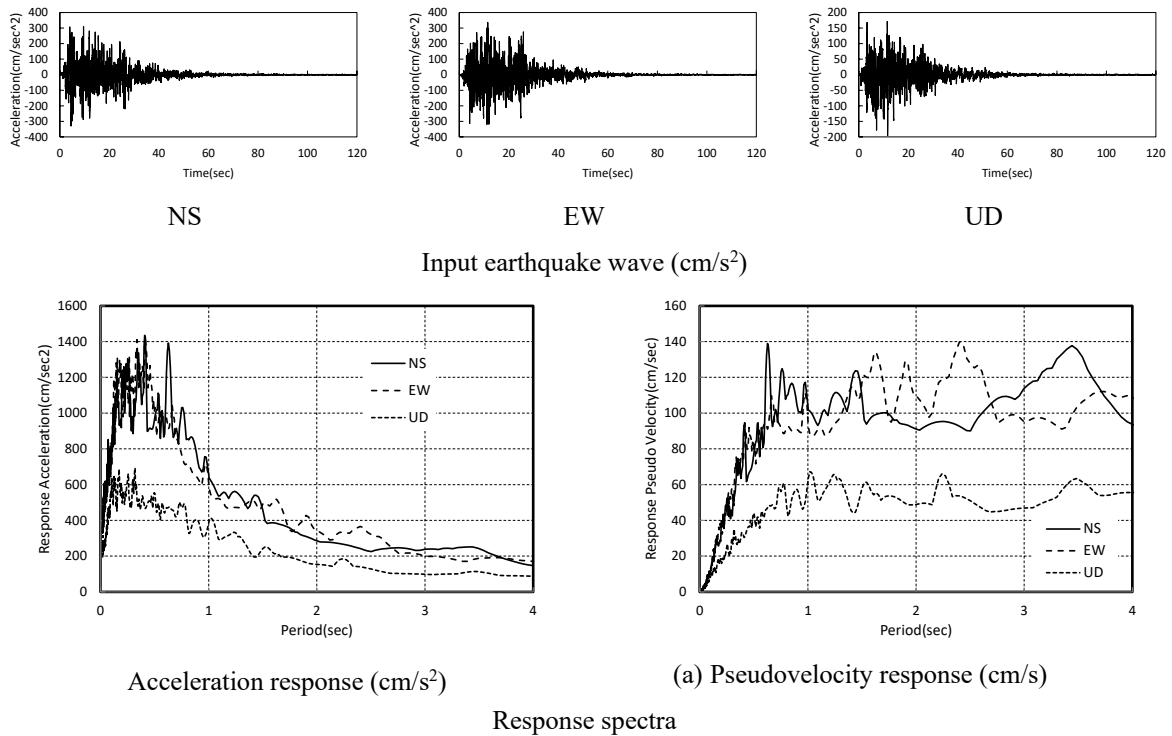 Acceleration(cm/sec^2)
400
300
200
100
0
-100
-200
-300
-400
0 20 40 60 80 100 120
Time(sec)
NS
Acceleration(cm/sec^2)
400
300
200
100
0
-100
-200
-300
-400
0 20 40 60 80 100 120
Time(sec)
EW
Acceleration(cm/sec^2)
200
150
100
50
0
-50
-100
-150
-200
0 20 40 60 80 100 120
Time(sec)
UD
Input earthquake wave (cm/s²)
Response Acceleration(cm/sec2)
1600
1400
1200
1000
800
600
400
200
0
NS
EW
UD
0 1 2 3 4
Period(sec)
Acceleration response (cm/s²)
Response Pseudo Velocity(cm/sec)
160
140
120
100
80
60
40
20
0
NS
EW
UD
0 1 2 3 4
Period(sec)
(a) Pseudovelocity response (cm/s)
Response spectra